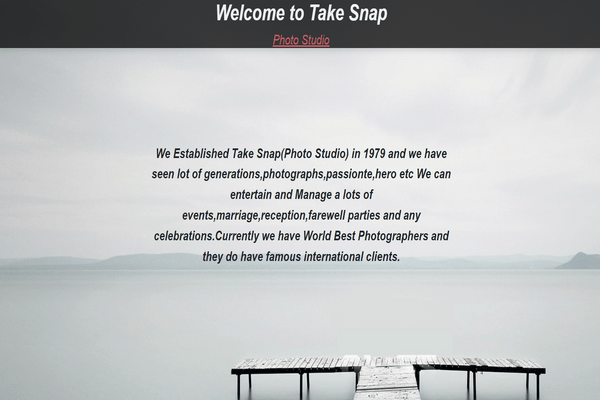 Welcome to Take Snap
Photo Studio
We Established Take Snap(Photo Studio) in 1979 and we have
seen lot of generations,photographs,passionte,hero etc We can
entertain and Manage a lots of
events,marriage,reception,farewell parties and any
celebrations.Currently we have World Best Photographers and
they do have famous international clients.